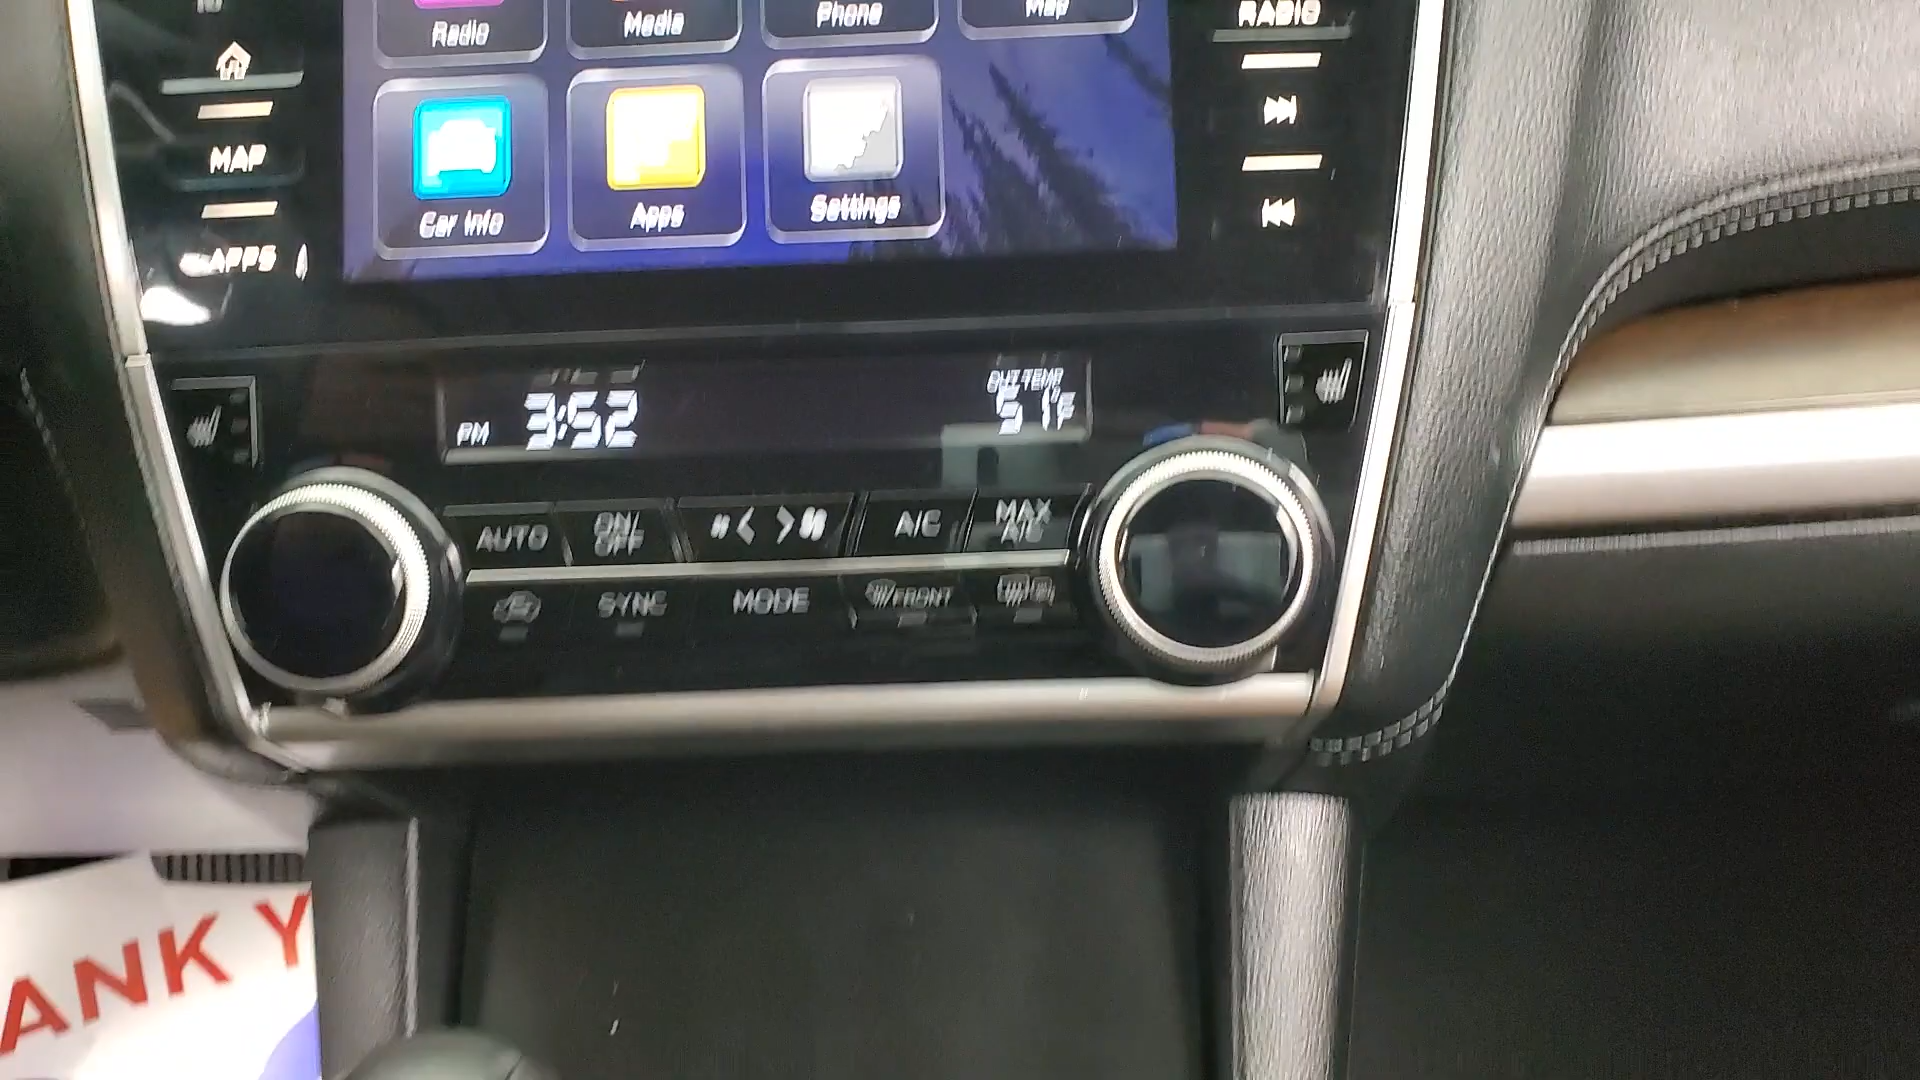 Radio
Media
Phone
Map
RADIO
MAP
Car Info
Apps
Settings
APPS
PM 3:52
OUT TEMP
51°F
AUTO
ON/
OFF
A/C
MAX
A/C
SYNC
MODE
FRONT
ANK Y